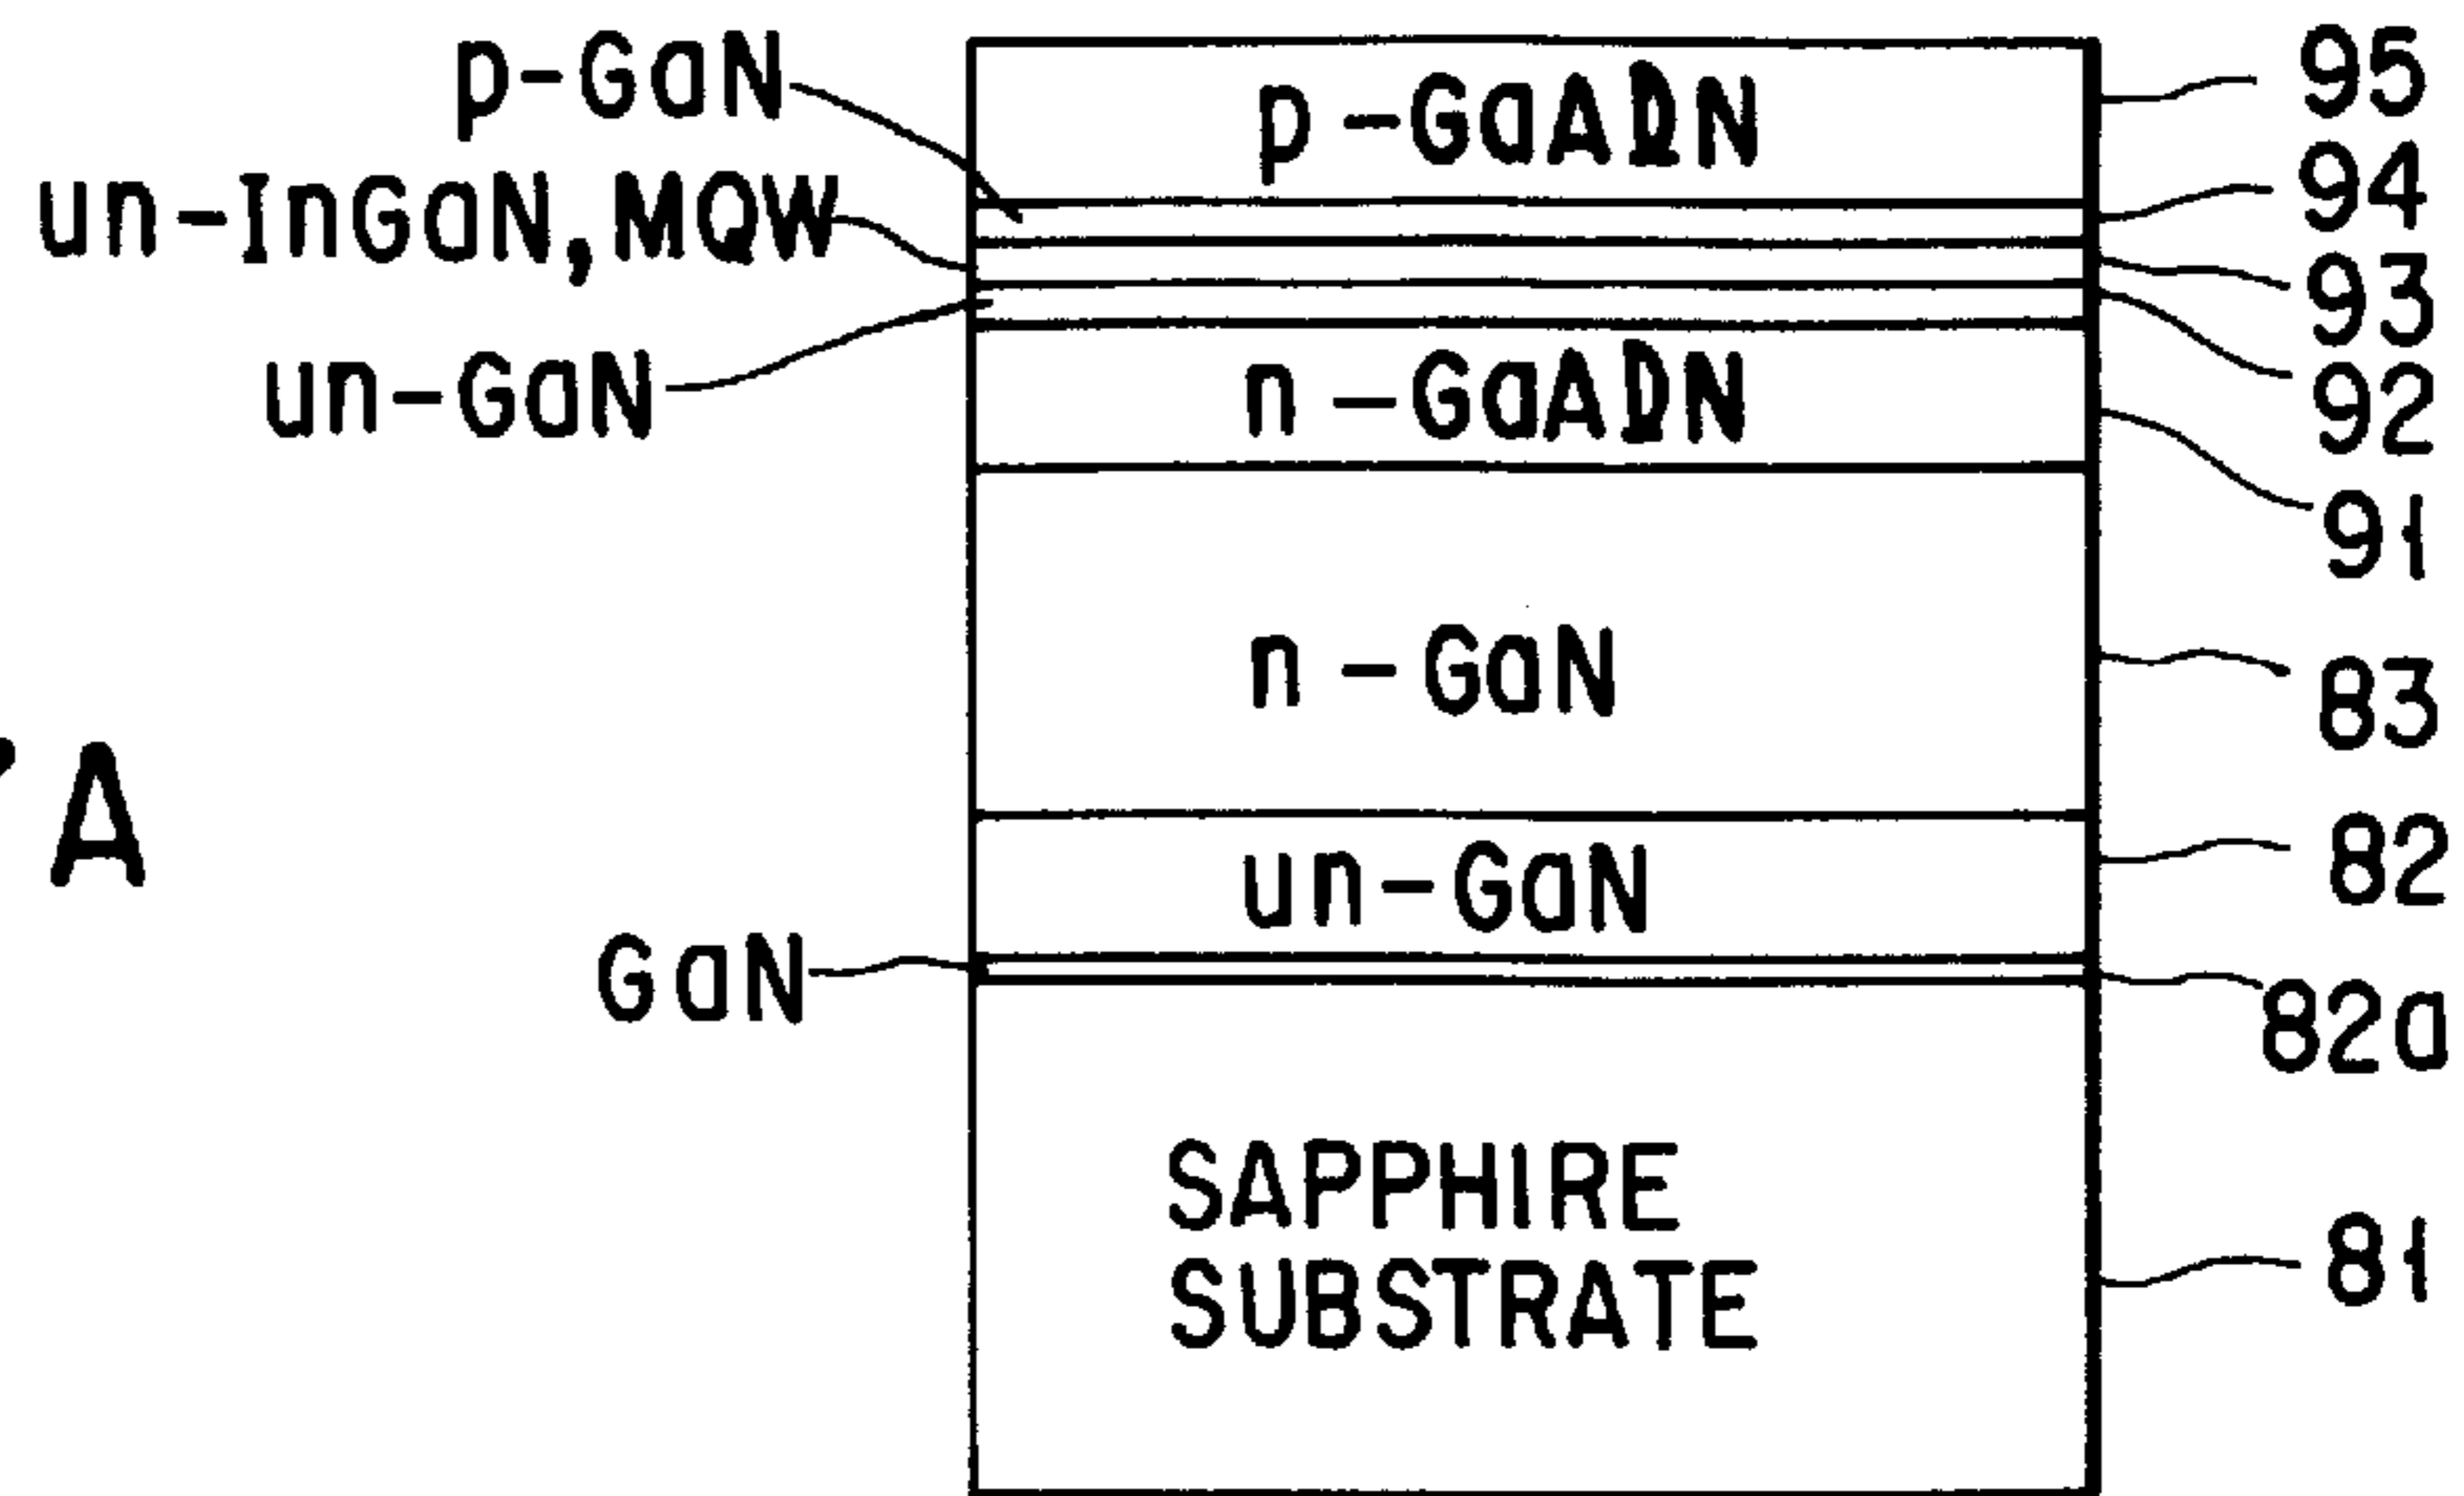 p-GaN
un-InGaN,MQW
un-GaN
GaN
p-GaAlN
n-GaAlN
n-GaN
un-GaN
SAPPHIRE
SUBSTRATE
95
94
93
92
91
83
82
82a
81
A